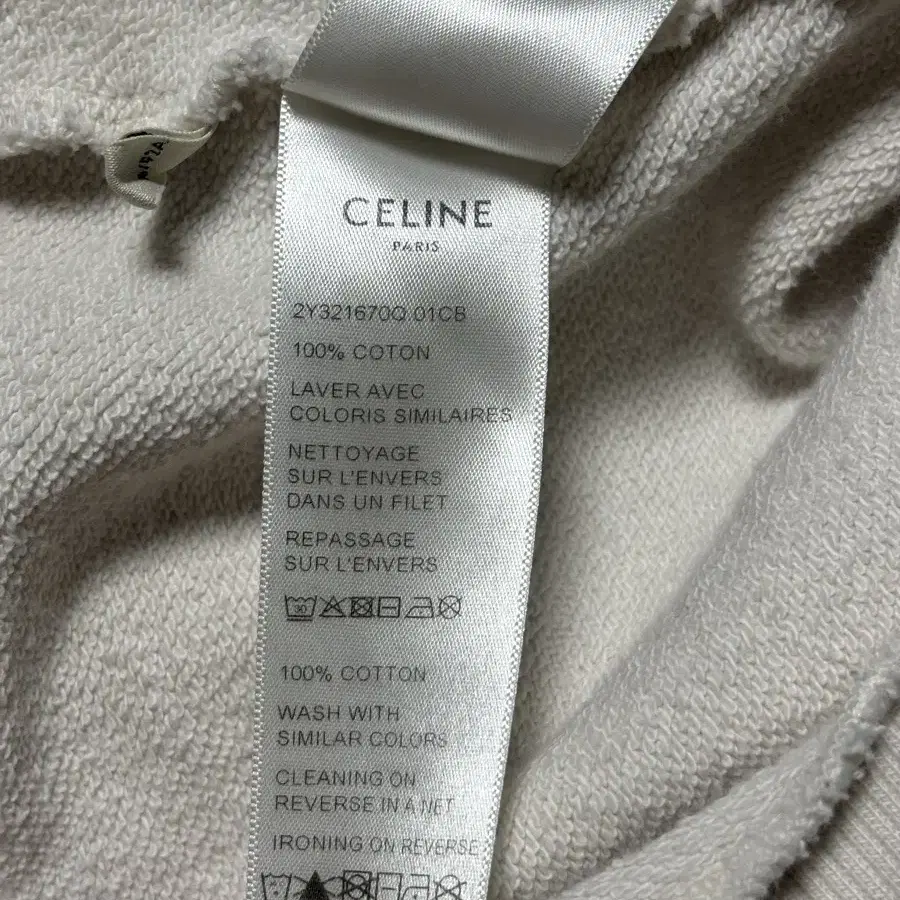 CELINE
PARIS
2Y321670Q 01CB
100% COTON
LAVER AVEC
COLORIS SIMILAIRES
NETTOYAGE
SUR L'ENVERS
DANS UN FILET
REPASSAGE
SUR L'ENVERS
30
100% COTTON
WASH WITH
SIMILAR COLORS
CLEANING ON
REVERSE IN A NET
IRONING ON REVERSE